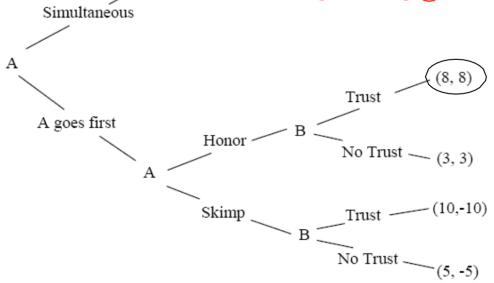 Simultaneous
A
(8, 8)
Trust
A goes first
B
Honor
No Trust
(3, 3)
A
(10,-10)
Skimp
Trust
B
No Trust
(5, -5)